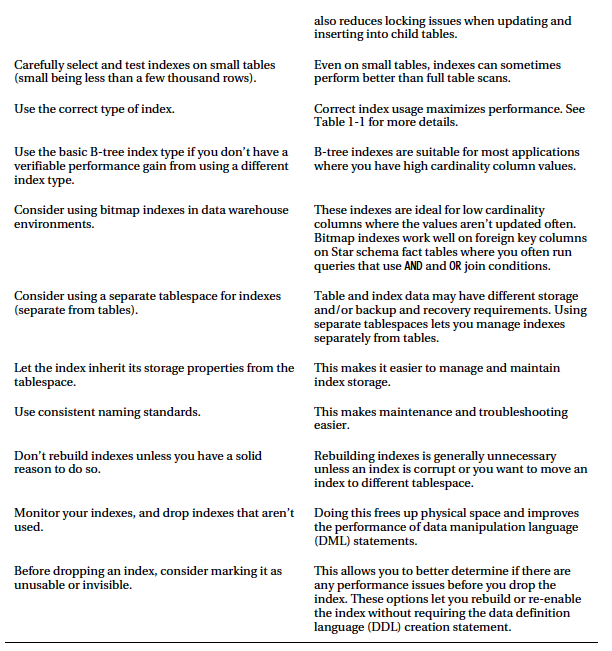 also reduces locking issues when updating and
inserting into child tables.
Carefully select and test indexes on small tables
(small being less than a few thousand rows).
Even on small tables, indexes can sometimes
perform better than full table scans.
Use the correct type of index.
Correct index usage maximizes performance. See
Table 1-1 for more details.
Use the basic B-tree index type if you don't have a
verifiable performance gain from using a different
index type.
B-tree indexes are suitable for most applications
where you have high cardinality column values.
Consider using bitmap indexes in data warehouse
environments.
These indexes are ideal for low cardinality
columns where the values aren't updated often.
Bitmap indexes work well on foreign key columns
on Star schema fact tables where you often run
queries that use AND and OR join conditions.
Consider using a separate tablespace for indexes
(separate from tables).
Table and index data may have different storage
and/or backup and recovery requirements. Using
separate tablespaces lets you manage indexes
separately from tables.
Let the index inherit its storage properties from the
tablespace.
This makes it easier to manage and maintain
index storage.
Use consistent naming standards.
This makes maintenance and troubleshooting
easier.
Don't rebuild indexes unless you have a solid
reason to do so.
Rebuilding indexes is generally unnecessary
unless an index is corrupt or you want to move an
index to different tablespace.
Monitor your indexes, and drop indexes that aren't
used.
Doing this frees up physical space and improves
the performance of data manipulation language
(DML) statements.
Before dropping an index, consider marking it as
unusable or invisible.
This allows you to better determine if there are
any performance issues before you drop the
index. These options let you rebuild or re-enable
the index without requiring the data definition
language (DDL) creation statement.